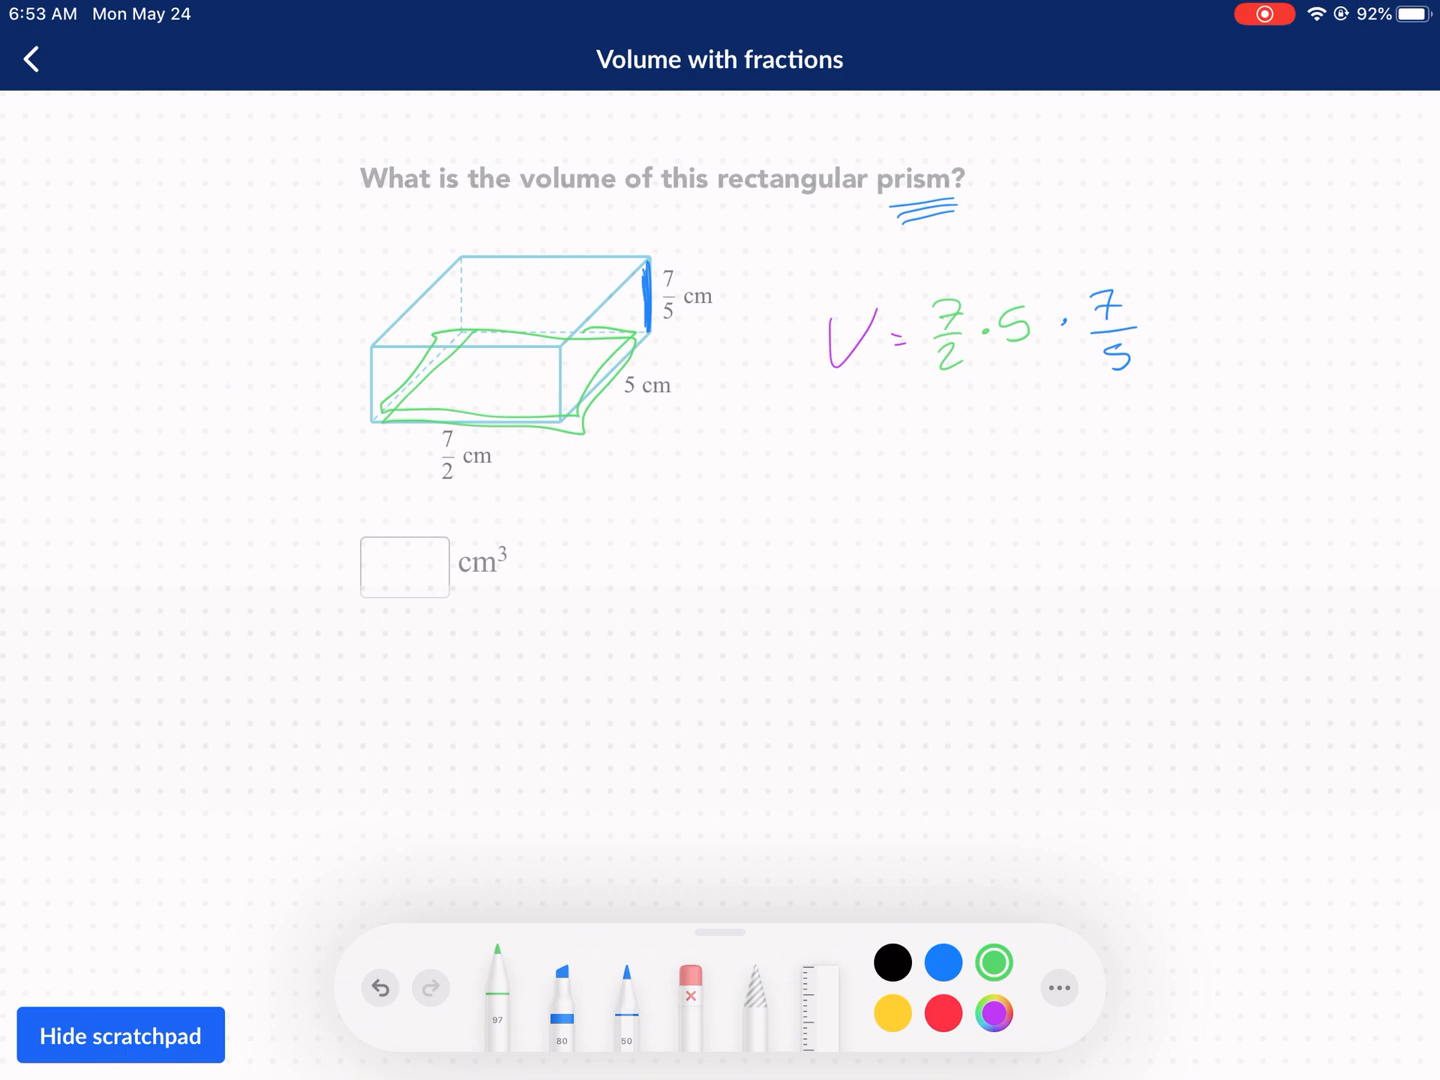 6:53 AM Mon May 24 92%
Volume with fractions
What is the volume of this rectangular prism?
7/5 cm
V = 7/2 · 5 · 7/5
5 cm
7/2 cm
cm³
97 80 50
Hide scratchpad